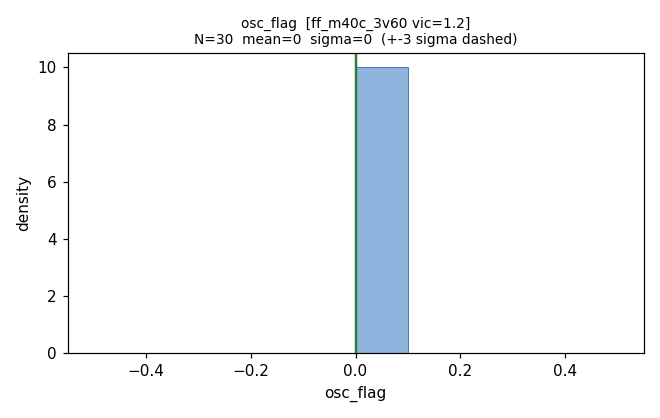 osc_flag  [ff_m40c_3v60 vic=1.2]
N=30  mean=0  sigma=0  (+-3 sigma dashed)
10
8
6
4
2
0
density
−0.4
−0.2
0.0
0.2
0.4
osc_flag